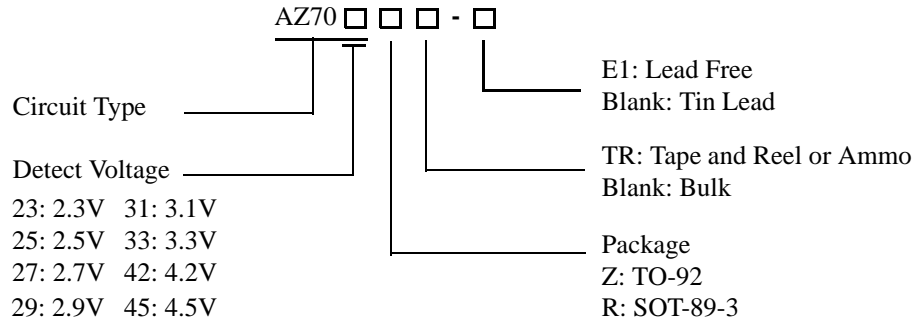 AZ70 □ □ □ - □
Circuit Type
Detect Voltage
23: 2.3V 31: 3.1V
25: 2.5V 33: 3.3V
27: 2.7V 42: 4.2V
29: 2.9V 45: 4.5V
E1: Lead Free
Blank: Tin Lead
TR: Tape and Reel or Ammo
Blank: Bulk
Package
Z: TO-92
R: SOT-89-3